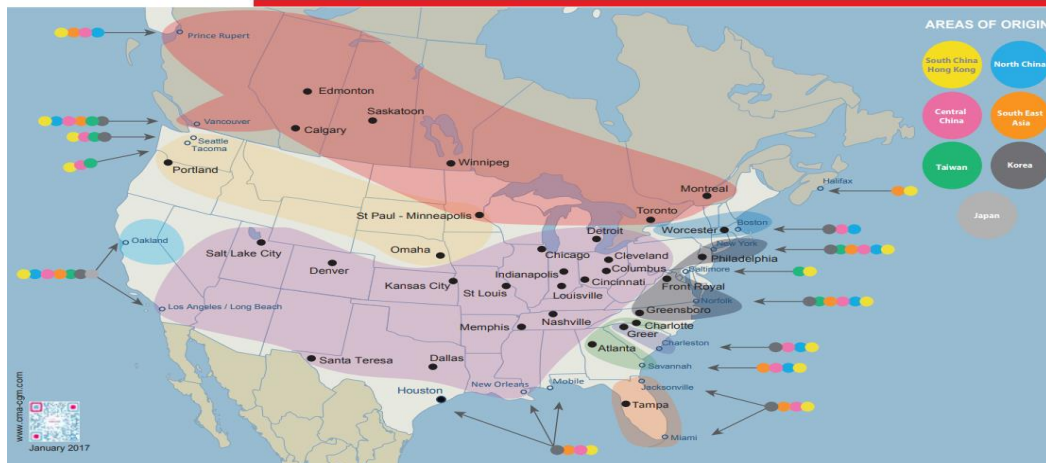 AREAS OF ORIGIN
South China
Hong Kong
North China
Central
China
South East
Asia
Taiwan
Korea
Japan
Prince Rupert
Edmonton
Saskatoon
Calgary
Vancouver
Seattle
Tacoma
Portland
Winnipeg
Montreal
Halifax
Toronto
St Paul - Minneapolis
Worcester
Boston
Detroit
New York
Oakland
Salt Lake City
Omaha
Chicago
Cleveland
Philadelphia
Denver
Indianapolis
Columbus
Baltimore
Kansas City
St Louis
Cincinnati
Front Royal
Louisville
Norfolk
Los Angeles / Long Beach
Greensboro
Nashville
Charlotte
Memphis
Greer
Atlanta
Charleston
Santa Teresa
Dallas
Savannah
New Orleans
Mobile
Jacksonville
Houston
Tampa
Miami
www.cma-cgm.com
January 2017